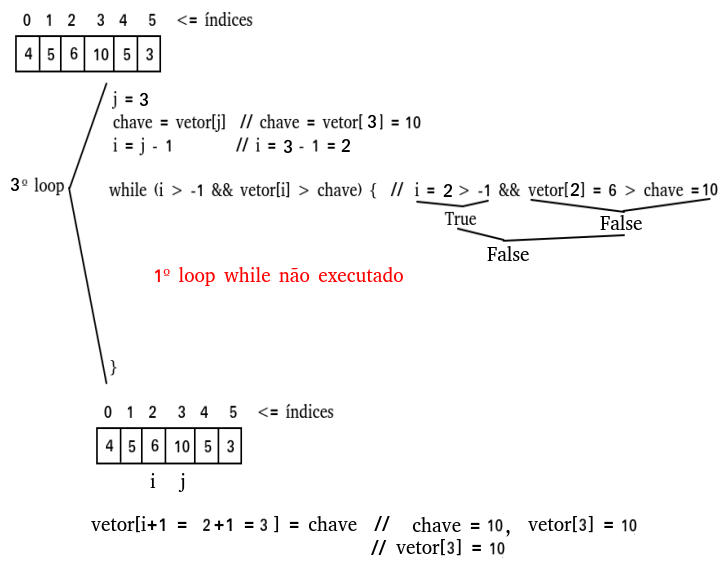 0 1 2 3 4 5 <= índices
4 5 6 10 5 3
j = 3
chave = vetor[j] // chave = vetor[ 3] = 10
i = j - 1 // i = 3 - 1 = 2
3º loop while (i > -1 && vetor[i] > chave) { // i = 2 > -1 && vetor[2] = 6 > chave =10
True False
False
1º loop while não executado
}
0 1 2 3 4 5 <= índices
4 5 6 10 5 3
i j
vetor[i+1 = 2+1 = 3 ] = chave // chave = 10, vetor[3] = 10
// vetor[3] = 10